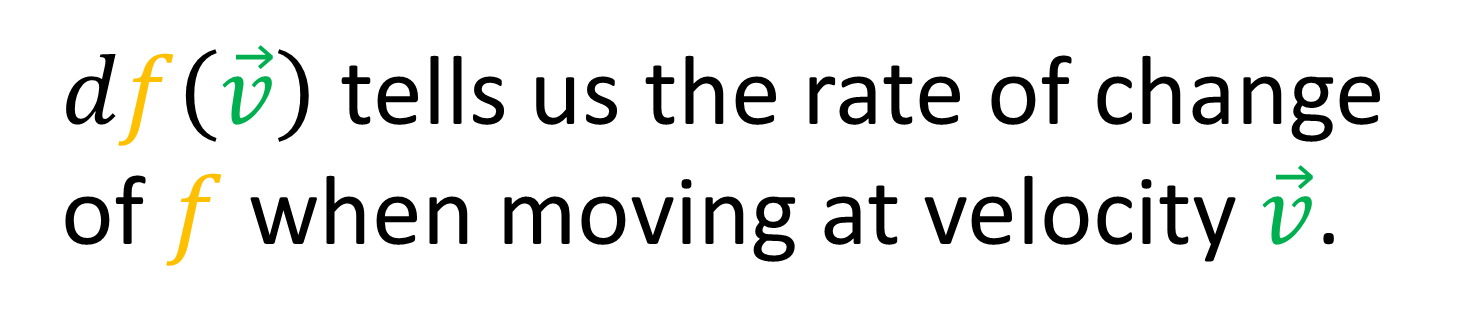 𝑑𝑓(𝑣⃗) tells us the rate of change
of 𝑓 when moving at velocity 𝑣⃗.